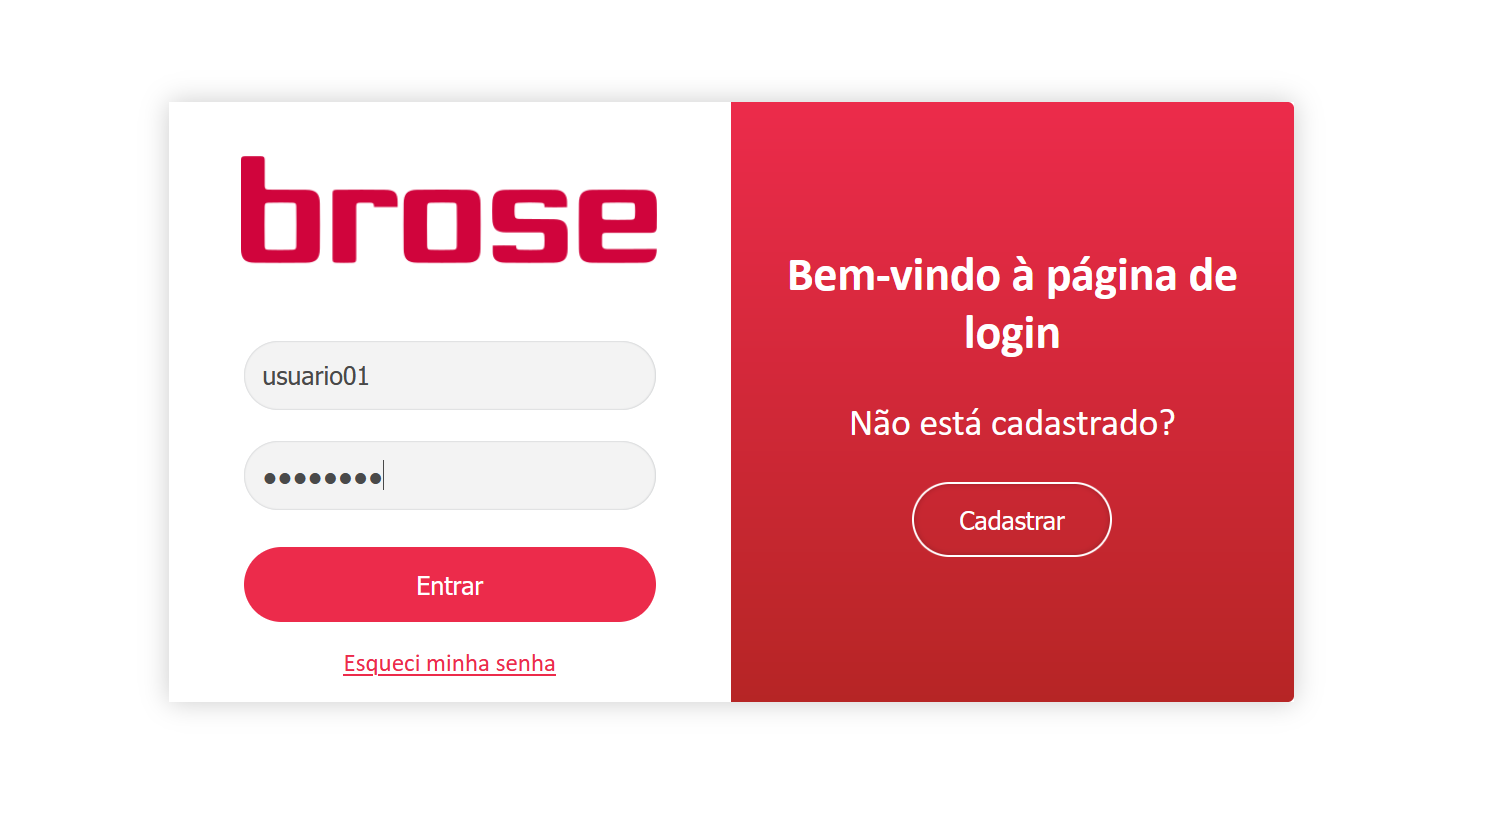 brose
usuario01
••••••••
Entrar
Esqueci minha senha
Bem-vindo à página de
login
Não está cadastrado?
Cadastrar